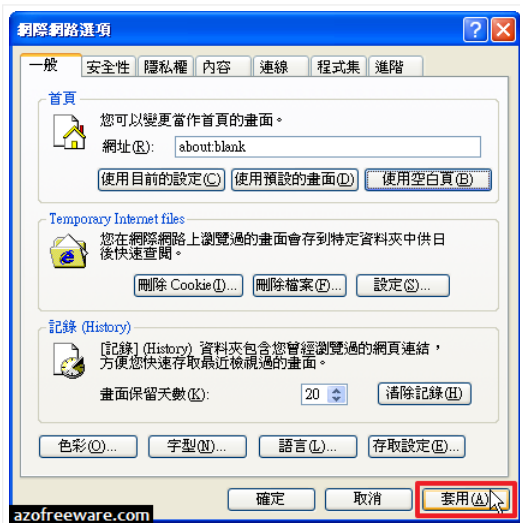 網際網路選項
一般 安全性 隱私權 內容 連線 程式集 進階
首頁
您可以變更當作首頁的畫面。
網址(R): about:blank
使用目前的設定(C) 使用預設的畫面(D) 使用空白頁(B)
Temporary Internet files
您在網際網路上瀏覽過的畫面會存到特定資料夾中供日
後快速查閱。
刪除 Cookie(I)... 刪除檔案(F)... 設定(S)...
記錄 (History)
[記錄] (History) 資料夾包含您曾經瀏覽過的網頁連結，
方便您快速存取最近檢視過的畫面。
畫面保留天數(K): 20 清除記錄(H)
色彩(O)... 字型(N)... 語言(L)... 存取設定(E)...
確定 取消 套用(A)
azofreeware.com